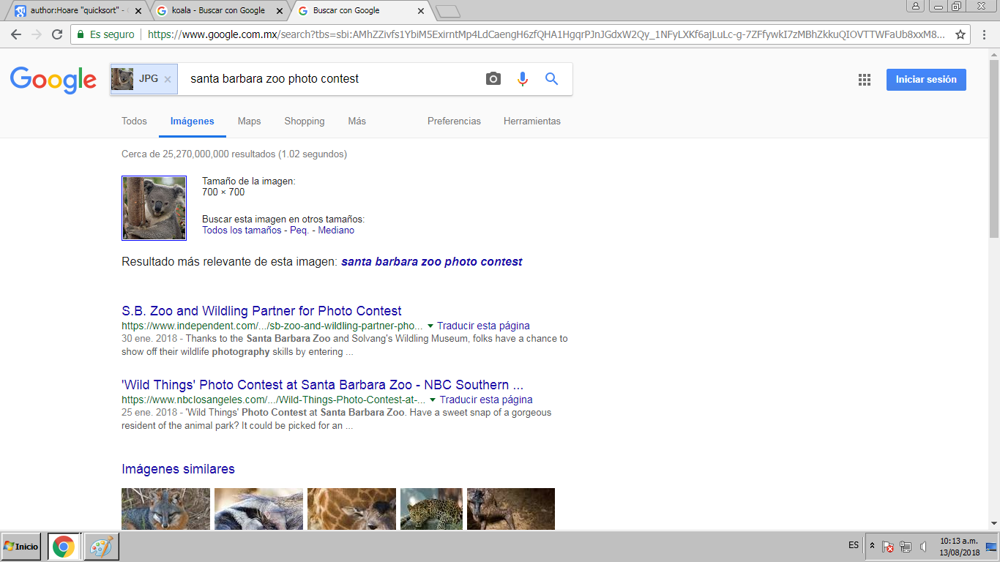 author:Hoare "quicksort" -
koala - Buscar con Google
Buscar con Google
Es seguro
https://www.google.com.mx/search?tbs=sbi:AMhZZivfs1YbiM5ExirntMp4LdCaengH6zfQHA1HgqrPJnJGdxW2Qy_1NFyLXKf6ajLuLc-g-7ZFfywkI7zMBhZkkuQIOVTTWFaUb8xxM8...
Google
JPG
santa barbara zoo photo contest
Iniciar sesión
Todos Imágenes Maps Shopping Más Preferencias Herramientas
Cerca de 25,270,000,000 resultados (1.02 segundos)
Tamaño de la imagen:
700 × 700
Buscar esta imagen en otros tamaños:
Todos los tamaños - Peq. - Mediano
Resultado más relevante de esta imagen: santa barbara zoo photo contest
S.B. Zoo and Wildling Partner for Photo Contest
https://www.independent.com/.../sb-zoo-and-wildling-partner-pho... Traducir esta página
30 ene. 2018 - Thanks to the Santa Barbara Zoo and Solvang's Wildling Museum, folks have a chance to
show off their wildlife photography skills by entering ...
'Wild Things' Photo Contest at Santa Barbara Zoo - NBC Southern ...
https://www.nbclosangeles.com/.../Wild-Things-Photo-Contest-at-... Traducir esta página
25 ene. 2018 - 'Wild Things' Photo Contest at Santa Barbara Zoo. Have a sweet snap of a gorgeous
resident of the animal park? It could be picked for an ...
Imágenes similares
Inicio
ES
10:13 a.m.
13/08/2018